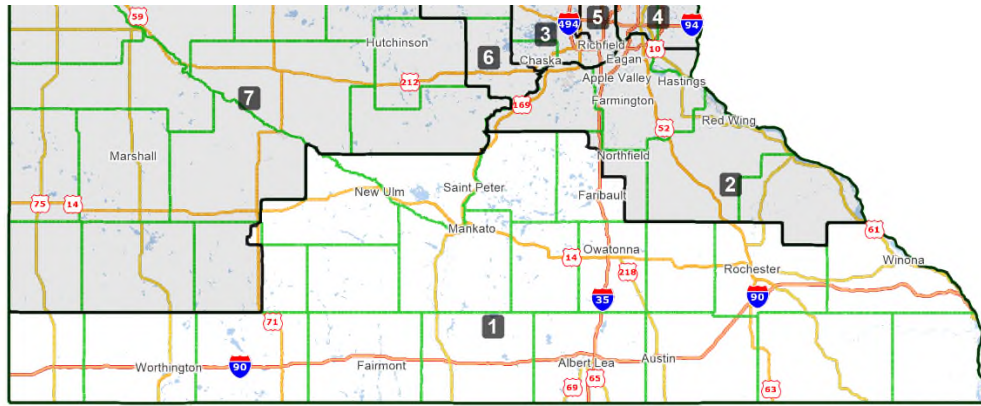 59
494
5
4
94
Hutchinson
3
Richfield
10
6
Chaska
Eagan
212
Apple Valley
Hastings
7
169
Farmington
Red Wing
52
Marshall
Northfield
2
New Ulm
Saint Peter
Faribault
75
14
Mankato
61
Owatonna
14
218
Rochester
Winona
35
90
71
1
90
Worthington
Fairmont
Albert Lea
Austin
69
65
63